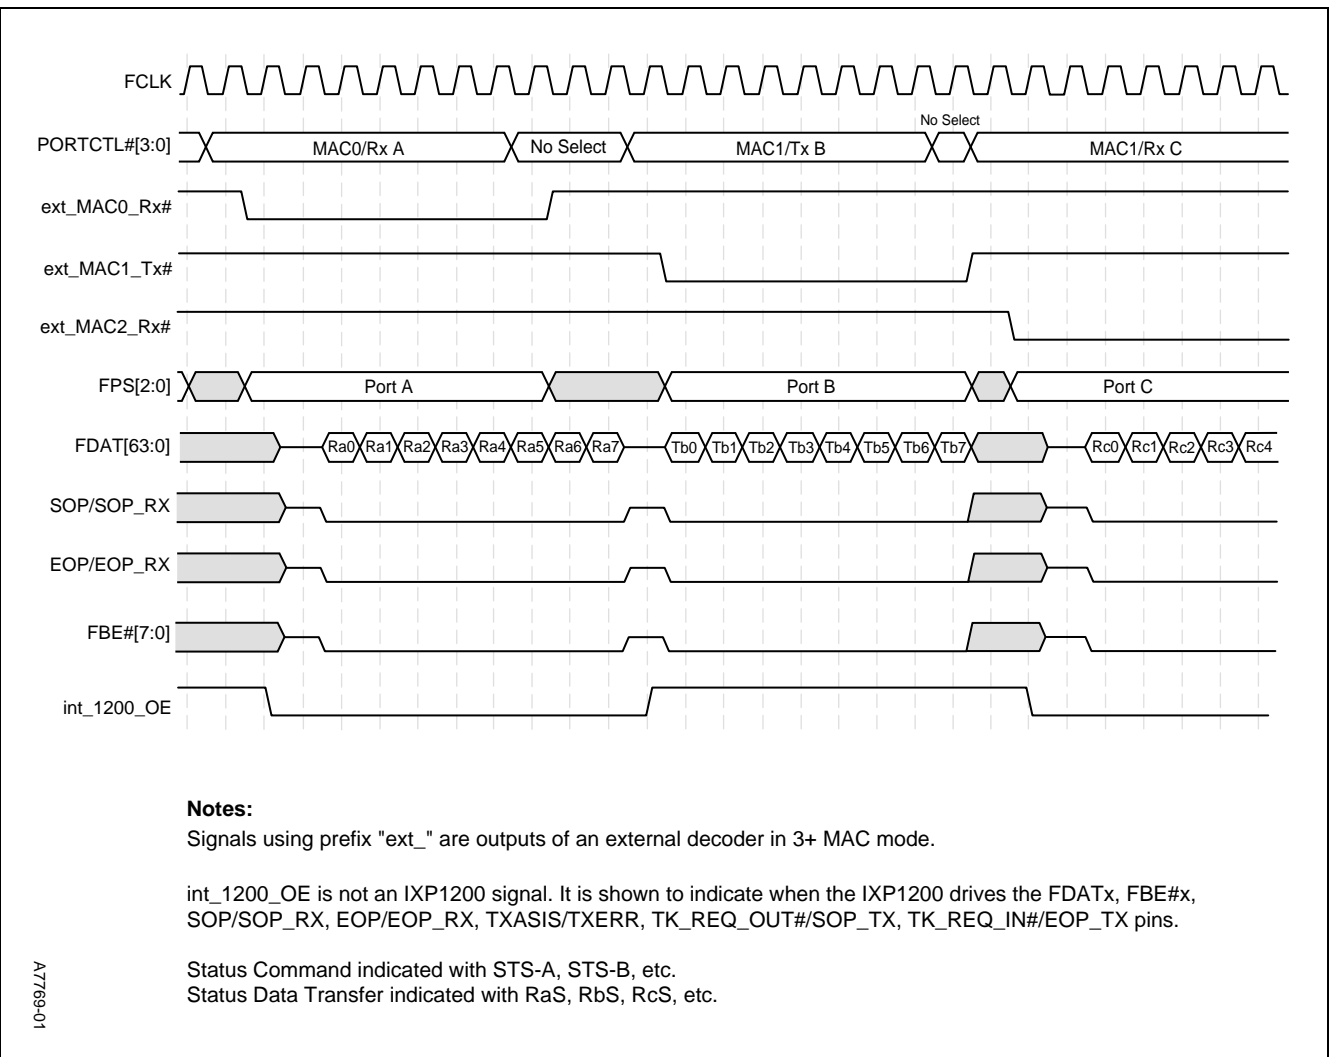 FCLK
No Select
PORTCTL#[3:0] MAC0/Rx A No Select MAC1/Tx B MAC1/Rx C
ext_MAC0_Rx#
ext_MAC1_Tx#
ext_MAC2_Rx#
FPS[2:0] Port A Port B Port C
FDAT[63:0] Ra0 Ra1 Ra2 Ra3 Ra4 Ra5 Ra6 Ra7 Tb0 Tb1 Tb2 Tb3 Tb4 Tb5 Tb6 Tb7 Rc0 Rc1 Rc2 Rc3 Rc4
SOP/SOP_RX
EOP/EOP_RX
FBE#[7:0]
int_1200_OE
Notes:
Signals using prefix "ext_" are outputs of an external decoder in 3+ MAC mode.
int_1200_OE is not an IXP1200 signal. It is shown to indicate when the IXP1200 drives the FDATx, FBE#x,
SOP/SOP_RX, EOP/EOP_RX, TXASIS/TXERR, TK_REQ_OUT#/SOP_TX, TK_REQ_IN#/EOP_TX pins.
Status Command indicated with STS-A, STS-B, etc.
Status Data Transfer indicated with RaS, RbS, RcS, etc.
A7769-01